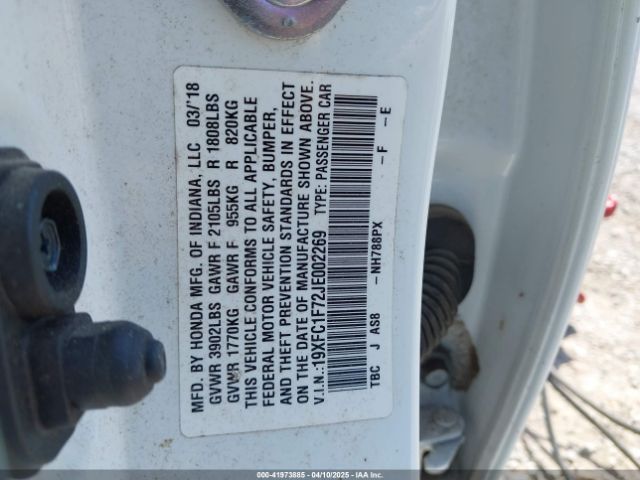 MFD. BY HONDA MFG. OF INDIANA, LLC 03/'18
GVWR 3902LBS GAWR F 2105LBS R 1808LBS
GVWR 1770KG GAWR F 955KG R 820KG
THIS VEHICLE CONFORMS TO ALL APPLICABLE
FEDERAL MOTOR VEHICLE SAFETY, BUMPER,
AND THEFT PREVENTION STANDARDS IN EFFECT
ON THE DATE OF MANUFACTURE SHOWN ABOVE.
V.I.N.:19XFC1F72JE002269 TYPE: PASSENGER CAR
- NH788PX - F - E
TBC J AS8
000-41973885 - 04/10/2025 - IAAI.COM